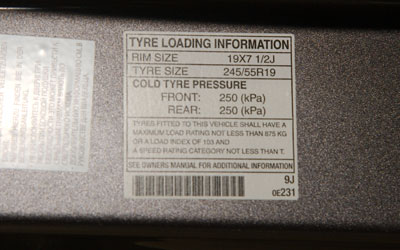 TYRE LOADING INFORMATION
RIM SIZE 19X7 1/2J
TYRE SIZE 245/55R19
COLD TYRE PRESSURE
FRONT: 250 (kPa)
REAR: 250 (kPa)
TYRES FITTED TO THIS VEHICLE SHALL HAVE A
MAXIMUM LOAD RATING NOT LESS THAN 875 KG
OR A LOAD INDEX OF 103 AND
A SPEED RATING CATEGORY NOT LESS THAN T.
SEE OWNERS MANUAL FOR ADDITIONAL INFORMATION
9J
0E231